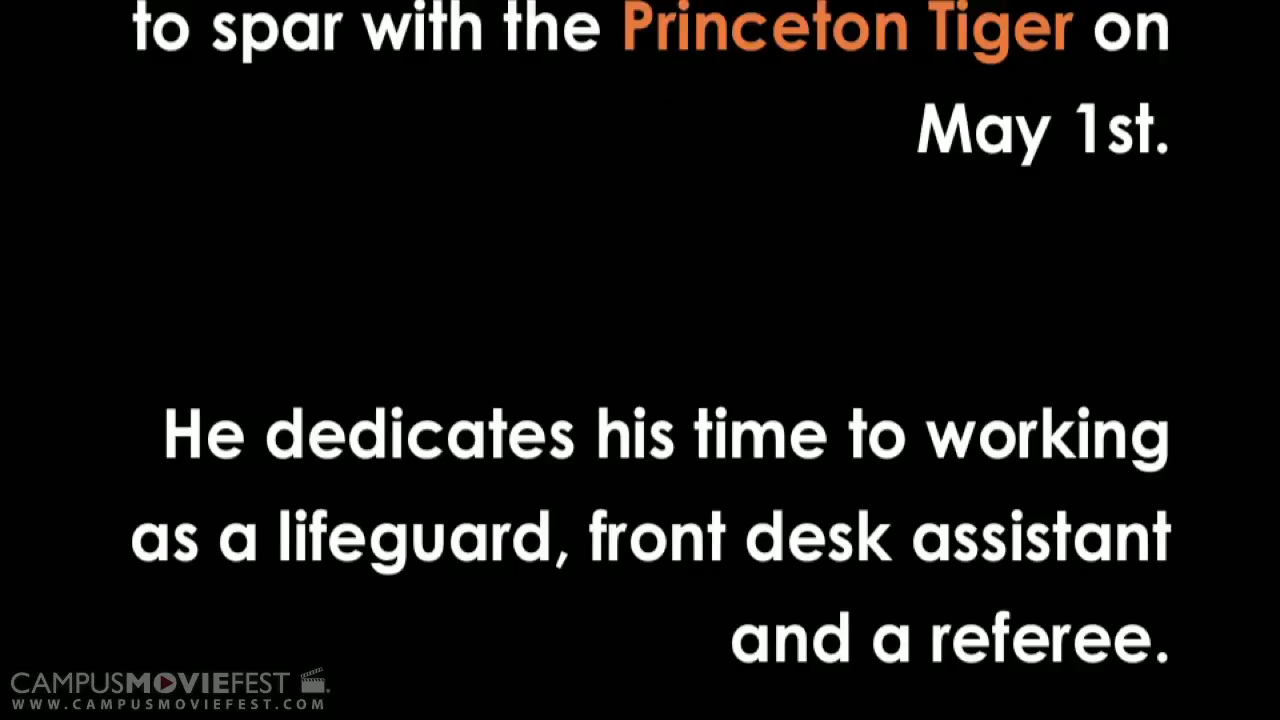 to spar with the Princeton Tiger on
May 1st.
He dedicates his time to working
as a lifeguard, front desk assistant
and a referee.
CAMPUSMOVIEFEST
WWW.CAMPUSMOVIEFEST.COM